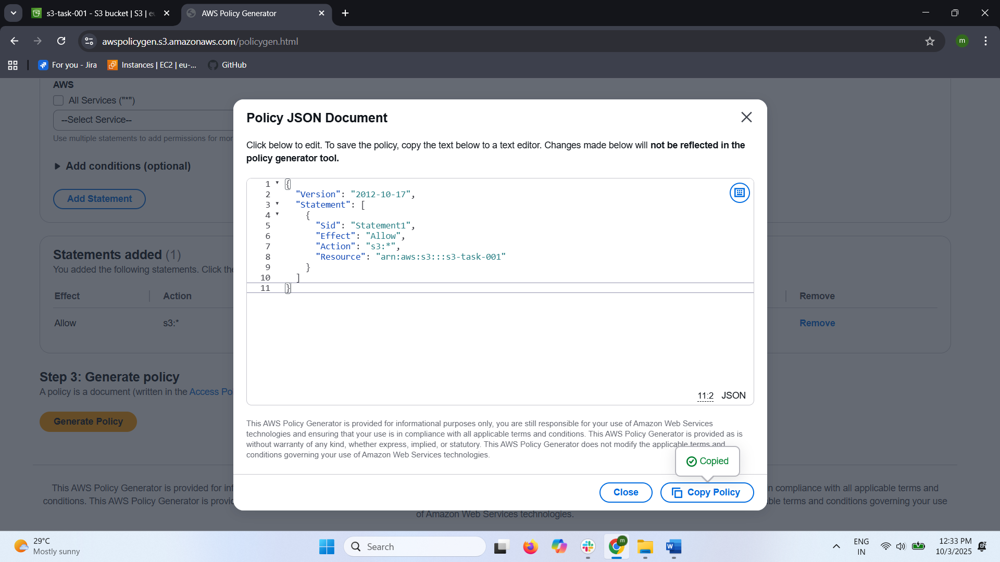 s3-task-001 - S3 bucket | S3 | eu
AWS Policy Generator
awspolicygen.s3.amazonaws.com/policygen.html
m
For you - Jira
Instances | EC2 | eu-...
GitHub
AWS
All Services ("*")
--Select Service--
Use multiple statements to add permissions for mor
Add conditions (optional)
Add Statement
Statements added (1)
You added the following statements. Click the
Effect
Action
Remove
Allow
s3:*
Remove
Step 3: Generate policy
A policy is a document (written in the Access Po
Generate Policy
Policy JSON Document
Click below to edit. To save the policy, copy the text below to a text editor. Changes made below will not be reflected in the
policy generator tool.
1 {
2 "Version": "2012-10-17",
3 "Statement": [
4 {
5 "Sid": "Statement1",
6 "Effect": "Allow",
7 "Action": "s3:*",
8 "Resource": "arn:aws:s3:::s3-task-001"
9 }
10 ]
11 }
11:2 JSON
This AWS Policy Generator is provided for informational purposes only, you are still responsible for your use of Amazon Web Services
technologies and ensuring that your use is in compliance with all applicable terms and conditions. This AWS Policy Generator is provided as is
without warranty of any kind, whether express, implied, or statutory. This AWS Policy Generator does not modify the applicable terms and
conditions governing your use of Amazon Web Services technologies.
Copied
Close
Copy Policy
This AWS Policy Generator is provided for inf
n compliance with all applicable terms and
conditions. This AWS Policy Generator is provid
ble terms and conditions governing your use
of Amazon Web Services technologies.
29°C
Mostly sunny
Search
m
W
ENG
IN
12:33 PM
10/3/2025